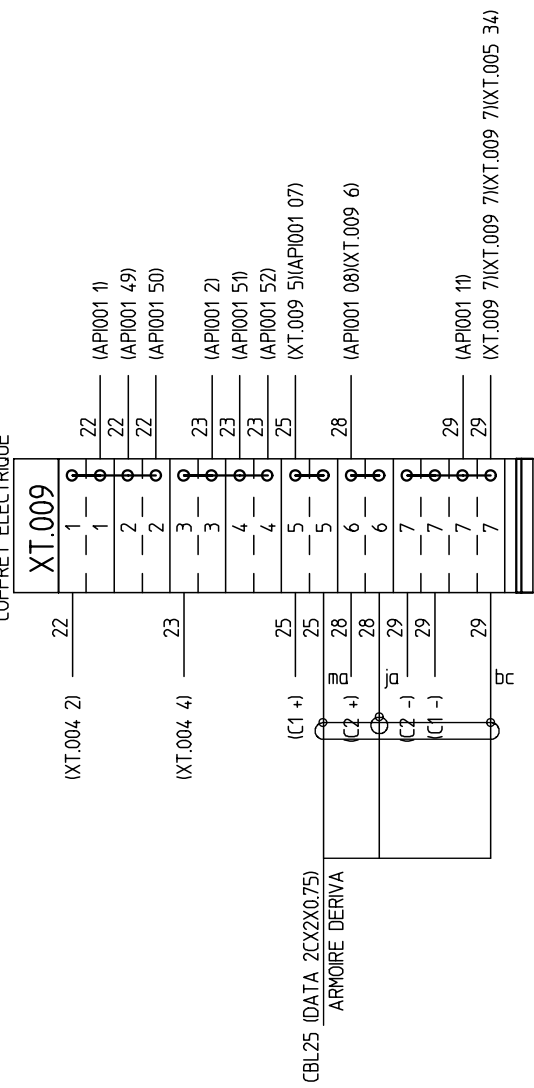 COFFRET ELECTRIQUE
XT.009
(XT.004 2) 22 1
1 22 (API001 1)
2 22 (API001 49)
2 22 (API001 50)
(XT.004 4) 23 3
3 23 (API001 2)
4 23 (API001 51)
4 23 (API001 52)
(C1 +) 25 5 25 (XT.009 5)(API001 07)
ma 25 5
(C2 +) 28 6 28 (API001 08)(XT.009 6)
ja 28 6
(C2 -) 29 7
(C1 -) 29 7
7 29 (API001 11)
bc 29 7 29 (XT.009 7)(XT.009 7)(XT.005 34)
CBL25 (DATA 2CX2X0.75)
ARMOIRE DERIVA